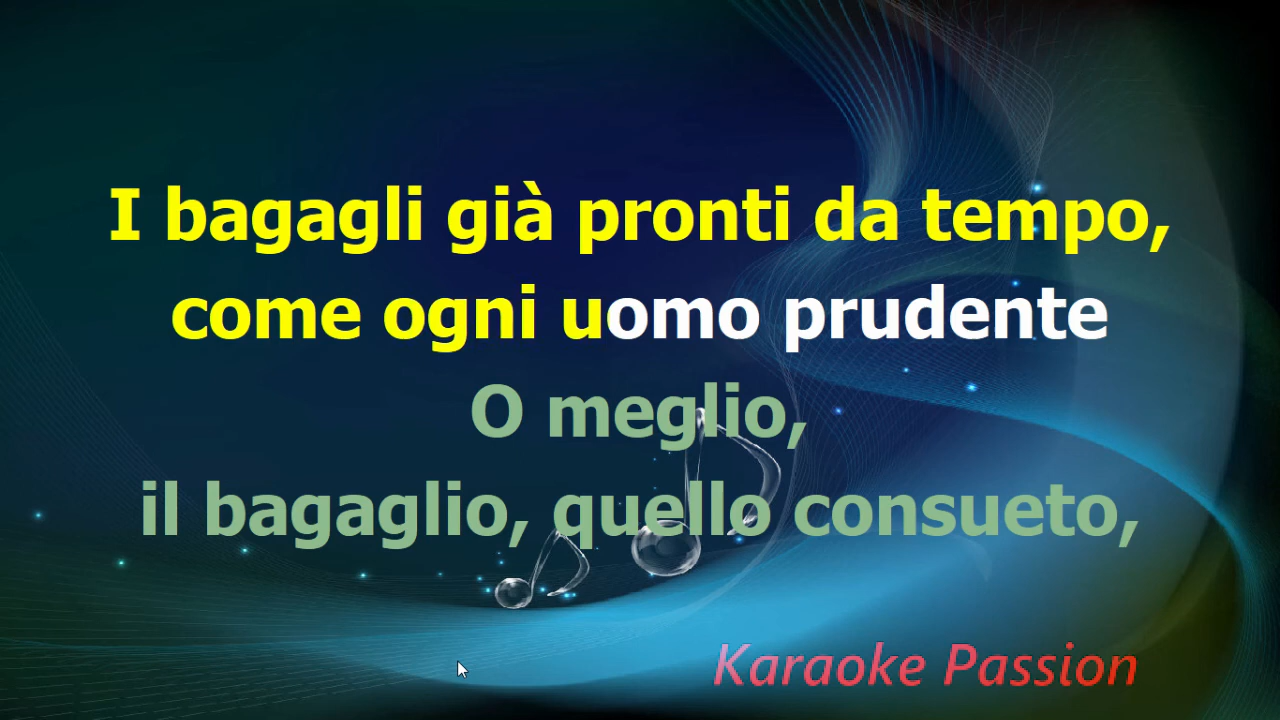 I bagagli già pronti da tempo,
come ogni uomo prudente
O meglio,
il bagaglio, quello consueto,
Karaoke Passion